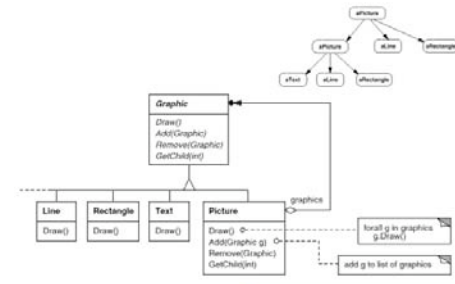 aPicture
aPicture
aLine
aRectangle
aText
aLine
aRectangle
Graphic
Draw()
Add(Graphic)
Remove(Graphic)
GetChild(int)
graphics
Line
Draw()
Rectangle
Draw()
Text
Draw()
Picture
Draw()
Add(Graphic g)
Remove(Graphic)
GetChild(int)
forall g in graphics
g.Draw()
add g to list of graphics